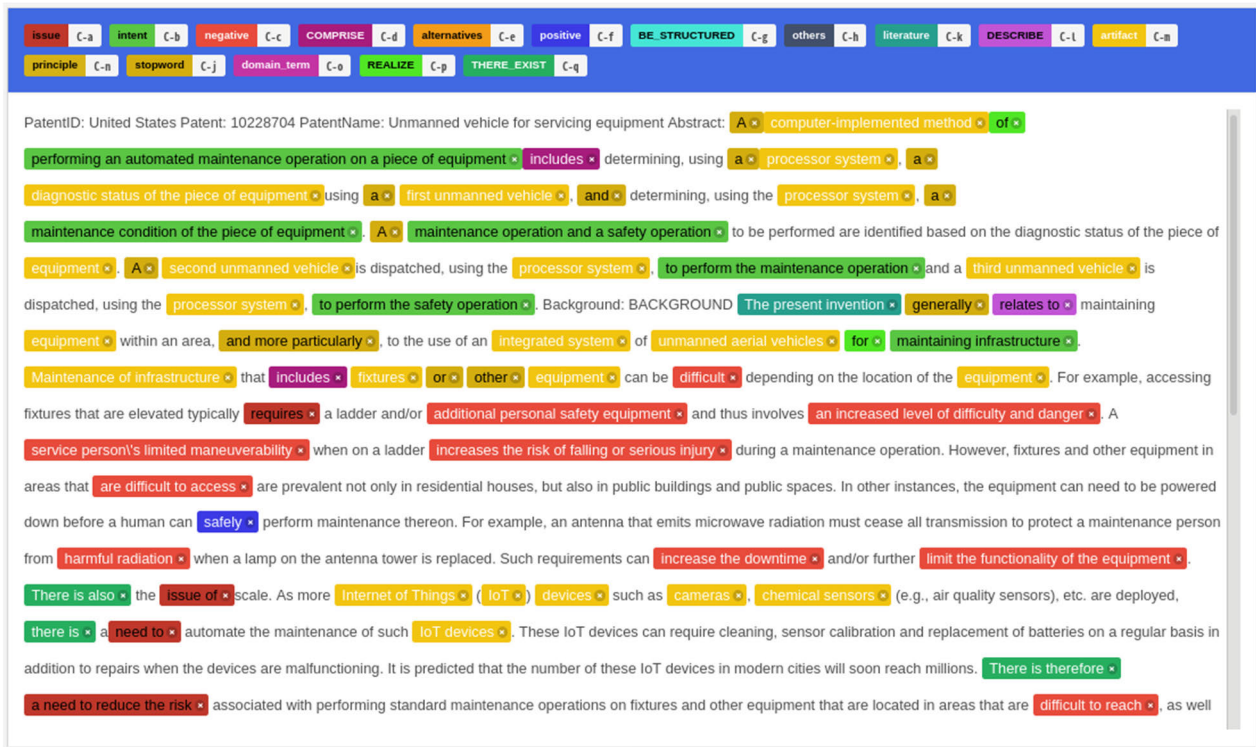 issue C-a intent C-b negative C-c COMPRISE C-d alternatives C-e positive C-f BE_STRUCTURED C-g others C-h literature C-k DESCRIBE C-l artifact C-m
principle C-n stopword C-j domain_term C-o REALIZE C-p THERE_EXIST C-q
PatentID: United States Patent: 10228704 PatentName: Unmanned vehicle for servicing equipment Abstract: A computer-implemented method of
performing an automated maintenance operation on a piece of equipment includes determining, using a processor system, a
diagnostic status of the piece of equipment using a first unmanned vehicle, and determining, using the processor system, a
maintenance condition of the piece of equipment. A maintenance operation and a safety operation to be performed are identified based on the diagnostic status of the piece of
equipment. A second unmanned vehicle is dispatched, using the processor system, to perform the maintenance operation and a third unmanned vehicle is
dispatched, using the processor system, to perform the safety operation. Background: BACKGROUND The present invention generally relates to maintaining
equipment within an area, and more particularly, to the use of an integrated system of unmanned aerial vehicles for maintaining infrastructure.
Maintenance of infrastructure that includes fixtures or other equipment can be difficult depending on the location of the equipment. For example, accessing
fixtures that are elevated typically requires a ladder and/or additional personal safety equipment and thus involves an increased level of difficulty and danger. A
service person\'s limited maneuverability when on a ladder increases the risk of falling or serious injury during a maintenance operation. However, fixtures and other equipment in
areas that are difficult to access are prevalent not only in residential houses, but also in public buildings and public spaces. In other instances, the equipment can need to be powered
down before a human can safely perform maintenance thereon. For example, an antenna that emits microwave radiation must cease all transmission to protect a maintenance person
from harmful radiation when a lamp on the antenna tower is replaced. Such requirements can increase the downtime and/or further limit the functionality of the equipment.
There is also the issue of scale. As more Internet of Things (IoT) devices such as cameras, chemical sensors (e.g., air quality sensors), etc. are deployed,
there is a need to automate the maintenance of such IoT devices. These IoT devices can require cleaning, sensor calibration and replacement of batteries on a regular basis in
addition to repairs when the devices are malfunctioning. It is predicted that the number of these IoT devices in modern cities will soon reach millions. There is therefore
a need to reduce the risk associated with performing standard maintenance operations on fixtures and other equipment that are located in areas that are difficult to reach, as well